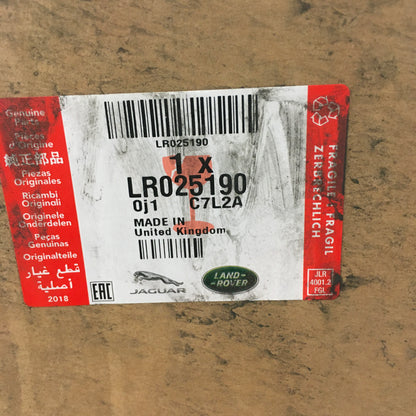 Genuine
Parts
Pièces
d'Origine
純正部品
Piezas
Originales
Ricambi
Originali
Originele
Onderdelen
Peças
Genuinas
Originalteile
قطع غيار
أصلية
2018
LR025190
1 x
LR025190
0j1 C7L2A
MADE IN
United Kingdom
EAC
JAGUAR
LAND-
ROVER
FRAGILE FRAGIL
ZERBRECHLICH
JLR
4001.2
FGL